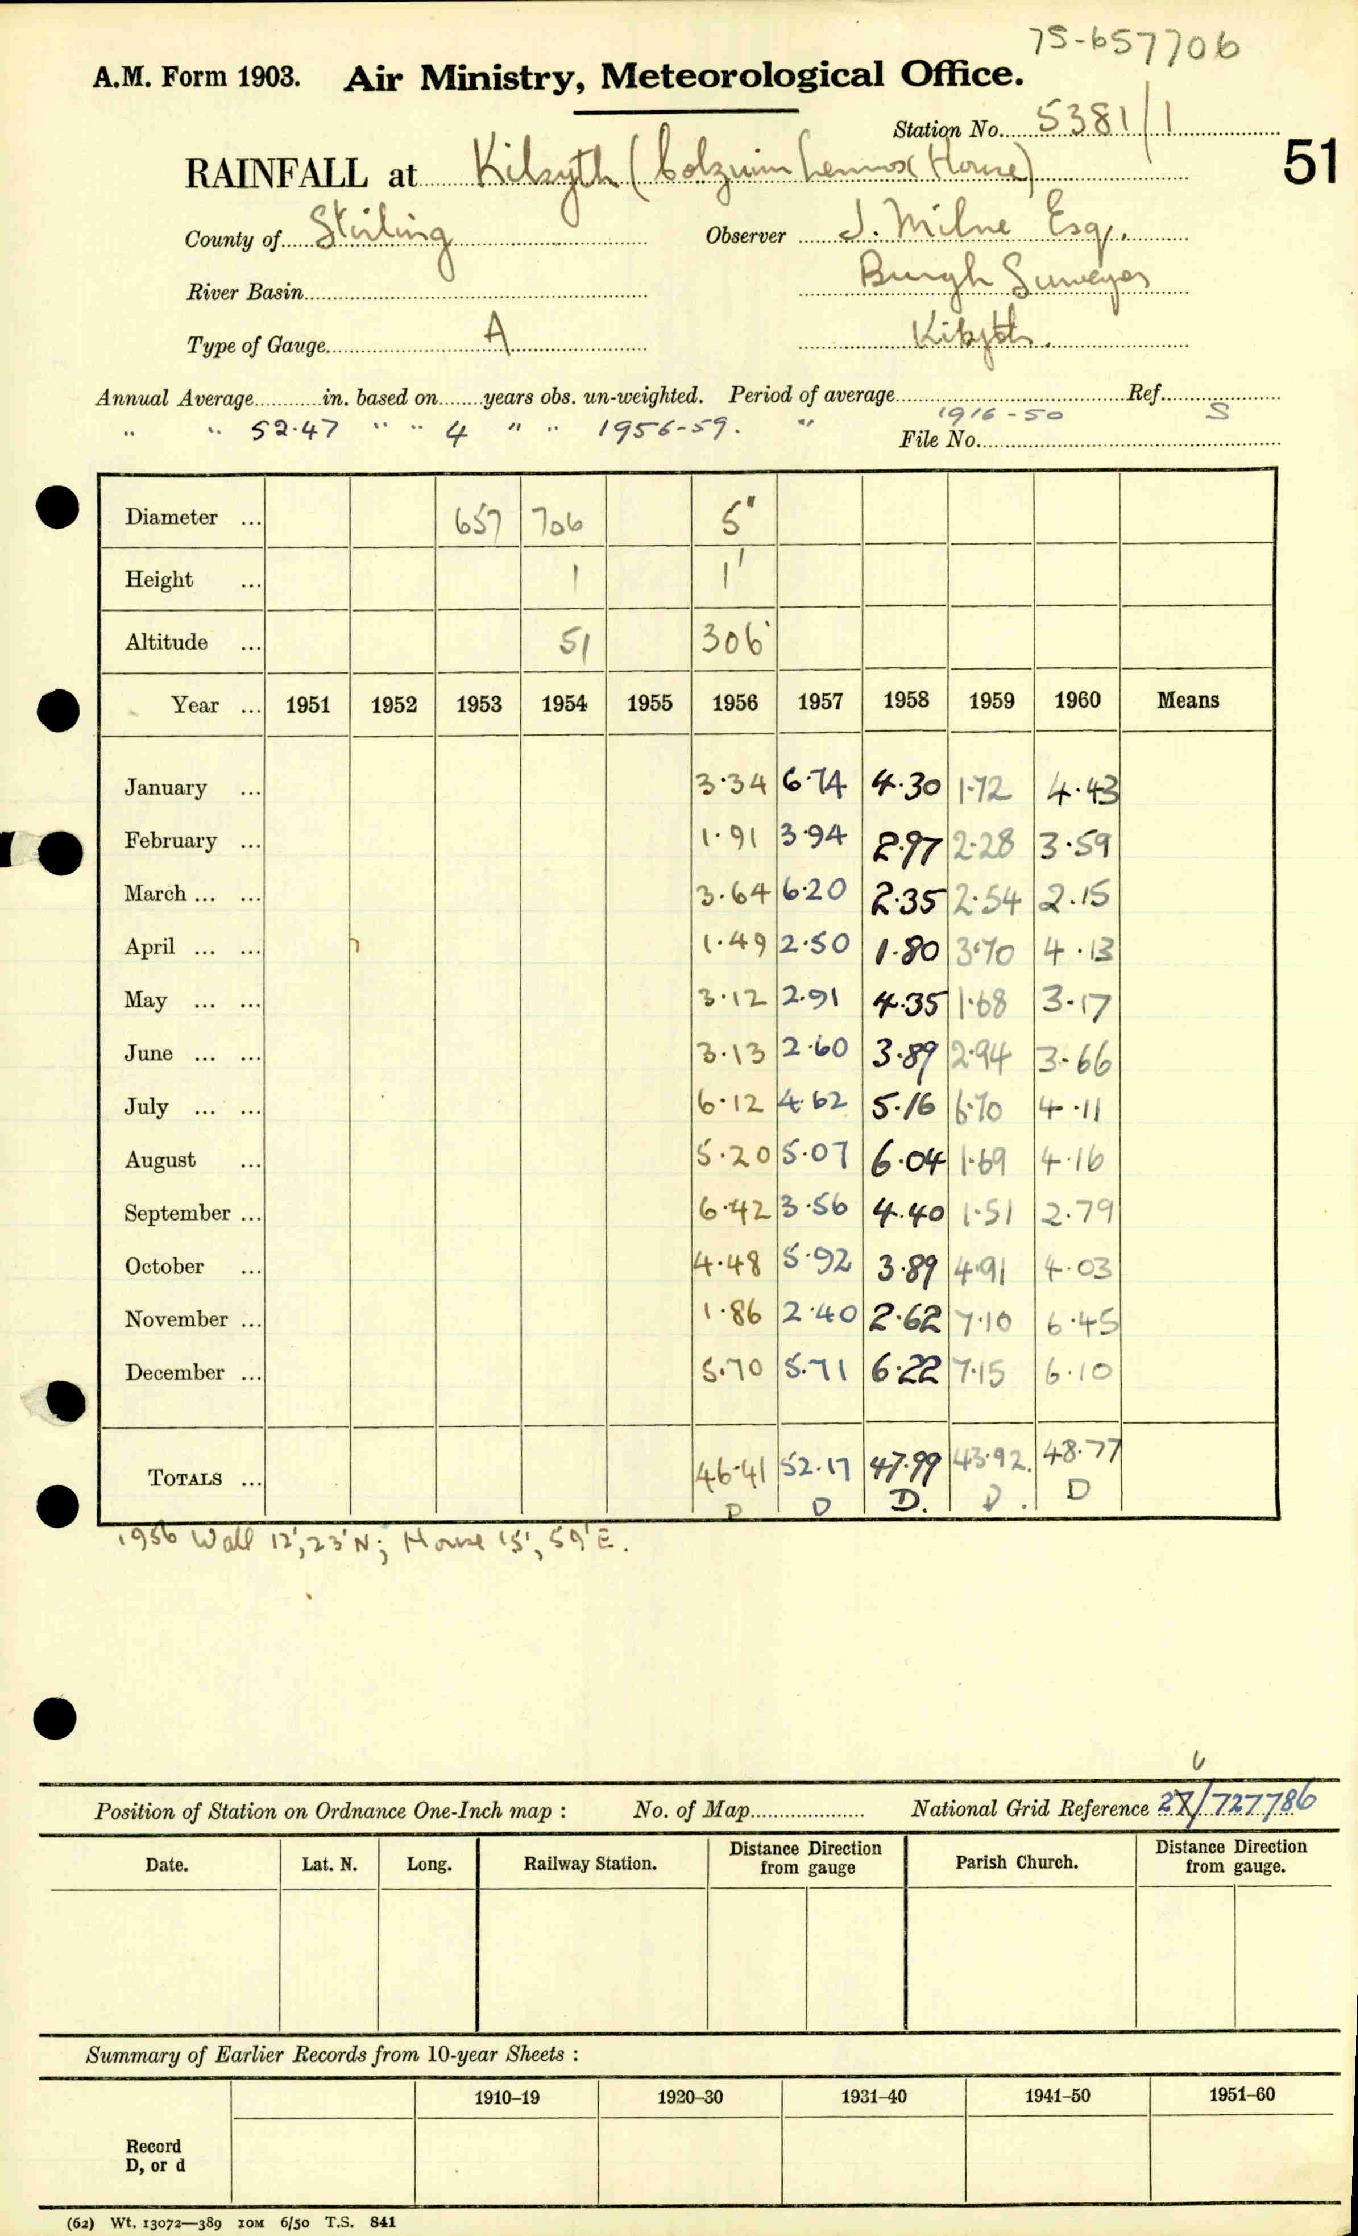 75-657706
A.M. Form 1903. Air Ministry, Meteorological Office.
Station No. 5381/1
51
RAINFALL at Kilsyth (Colzium Lennox House)
County of Stirling Observer J. Milne Esq.
River Basin Burgh Surveyor
Type of Gauge A Kilsyth.
Annual Average in. based on years obs. un-weighted. Period of average Ref.
" " 52.47 " " 4 " " 1956-59. " 1916-50 S
File No.
Diameter ... 657 706 5"
Height ... 1 1'
Altitude ... 51 306'
Year ... 1951 1952 1953 1954 1955 1956 1957 1958 1959 1960 Means
January ... 3.34 6.74 4.30 1.72 4.43
February ... 1.91 3.94 2.97 2.28 3.59
March ... ... 3.64 6.20 2.35 2.54 2.15
April ... ... 1.49 2.50 1.80 3.70 4.13
May ... ... 3.12 2.91 4.35 1.68 3.17
June ... ... 3.13 2.60 3.89 2.94 3.66
July ... ... 6.12 4.62 5.16 6.70 4.11
August ... 5.20 5.07 6.04 1.69 4.16
September ... 6.42 3.56 4.40 1.51 2.79
October ... 4.48 5.92 3.89 4.91 4.03
November ... 1.86 2.40 2.62 7.10 6.45
December ... 5.70 5.71 6.22 7.15 6.10
TOTALS ... 46.41 52.17 47.99 43.92. 48.77
D D D. D. D
1956 Wall 12', 23' N; House 15', 59' E.
6
Position of Station on Ordnance One-Inch map : No. of Map National Grid Reference 27/727786
Date. Lat. N. Long. Railway Station. Distance Direction from gauge Parish Church. Distance Direction from gauge.
Summary of Earlier Records from 10-year Sheets :
1910–19 1920–30 1931–40 1941–50 1951–60
Record
D, or d
(62) Wt. 13072—389 10M 6/50 T.S. 841